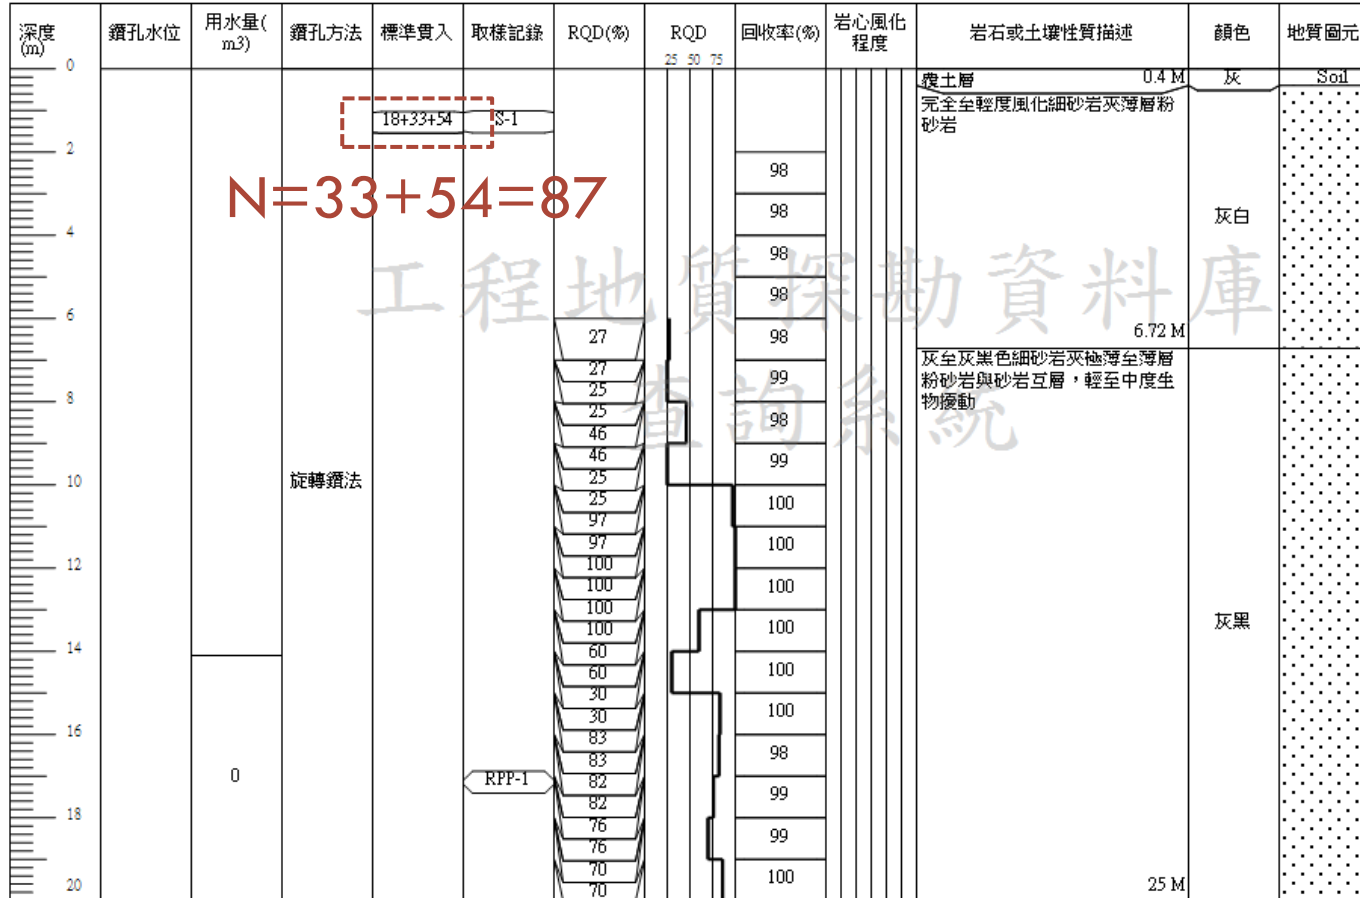 深度(m)
鑽孔水位
用水量(
m3)
鑽孔方法
標準貫入
取樣記錄
RQD(%)
RQD
25 50 75
回收率(%)
岩心風化
程度
岩石或土壤性質描述
顏色
地質圖元
0
覆土層 0.4 M 灰 Soil
完全至輕度風化細砂岩夾薄層粉
砂岩
18+33+54 S-1
N=33+54=87
2
98
98
灰白
4
98
98
工程地質探勘資料庫
查詢系統
6
6.72 M
27
98
灰至灰黑色細砂岩夾極薄至薄層
粉砂岩與砂岩互層，輕至中度生
物擾動
27
99
25
8
25
98
46
46
99
25
旋轉鑽法
10
25
100
97
97
100
100
12
100
100
100
100
100
灰黑
14
60
100
60
30
100
30
16
83
98
83
0
RPP-1
82
99
82
18
76
99
76
70
100
20
70
25 M